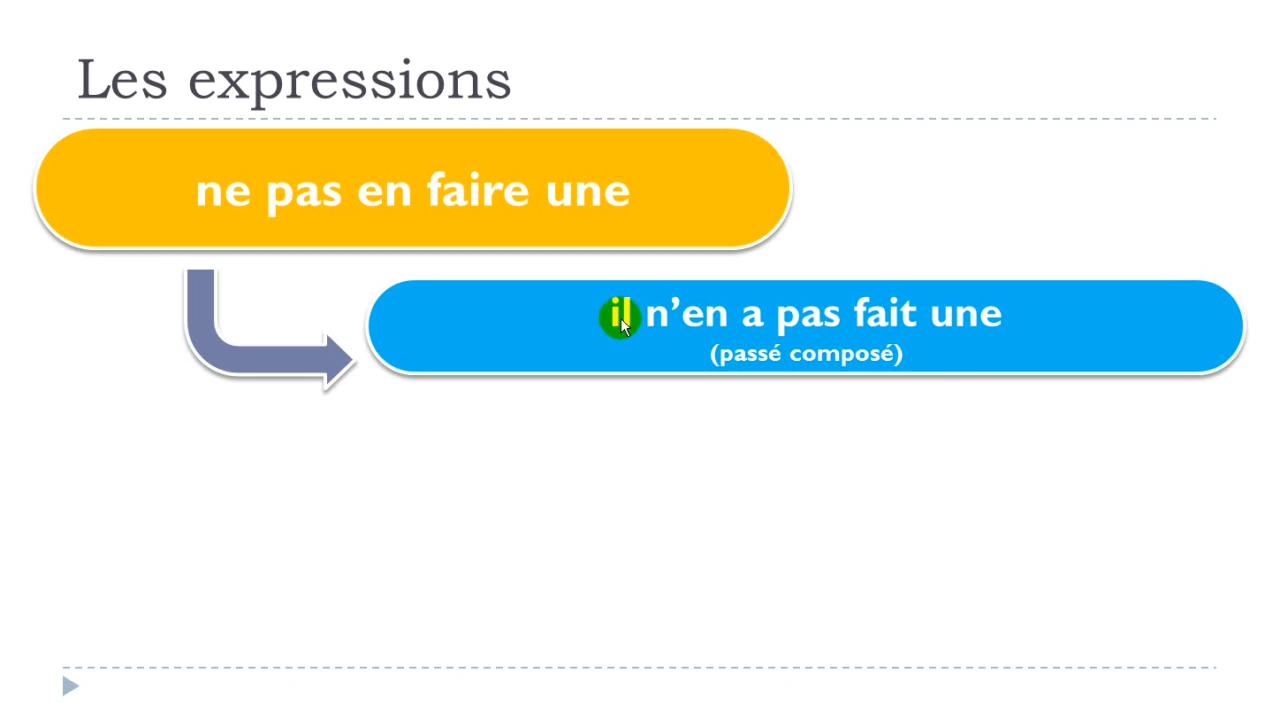 Les expressions
ne pas en faire une
il n’en a pas fait une
(passé composé)